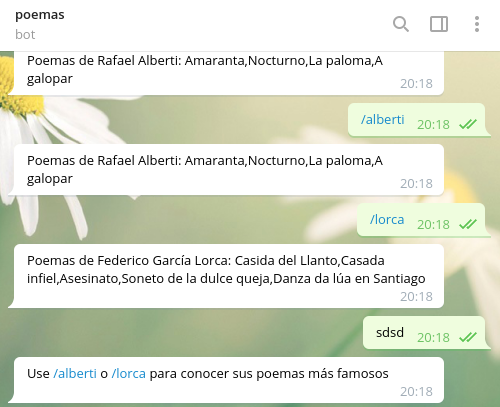 poemas
bot
Poemas de Rafael Alberti: Amaranta,Nocturno,La paloma,A
galopar
20:18
/alberti 20:18
Poemas de Rafael Alberti: Amaranta,Nocturno,La paloma,A
galopar
20:18
/lorca 20:18
Poemas de Federico García Lorca: Casida del Llanto,Casada
infiel,Asesinato,Soneto de la dulce queja,Danza da lúa en Santiago
20:18
sdsd 20:18
Use /alberti o /lorca para conocer sus poemas más famosos
20:18